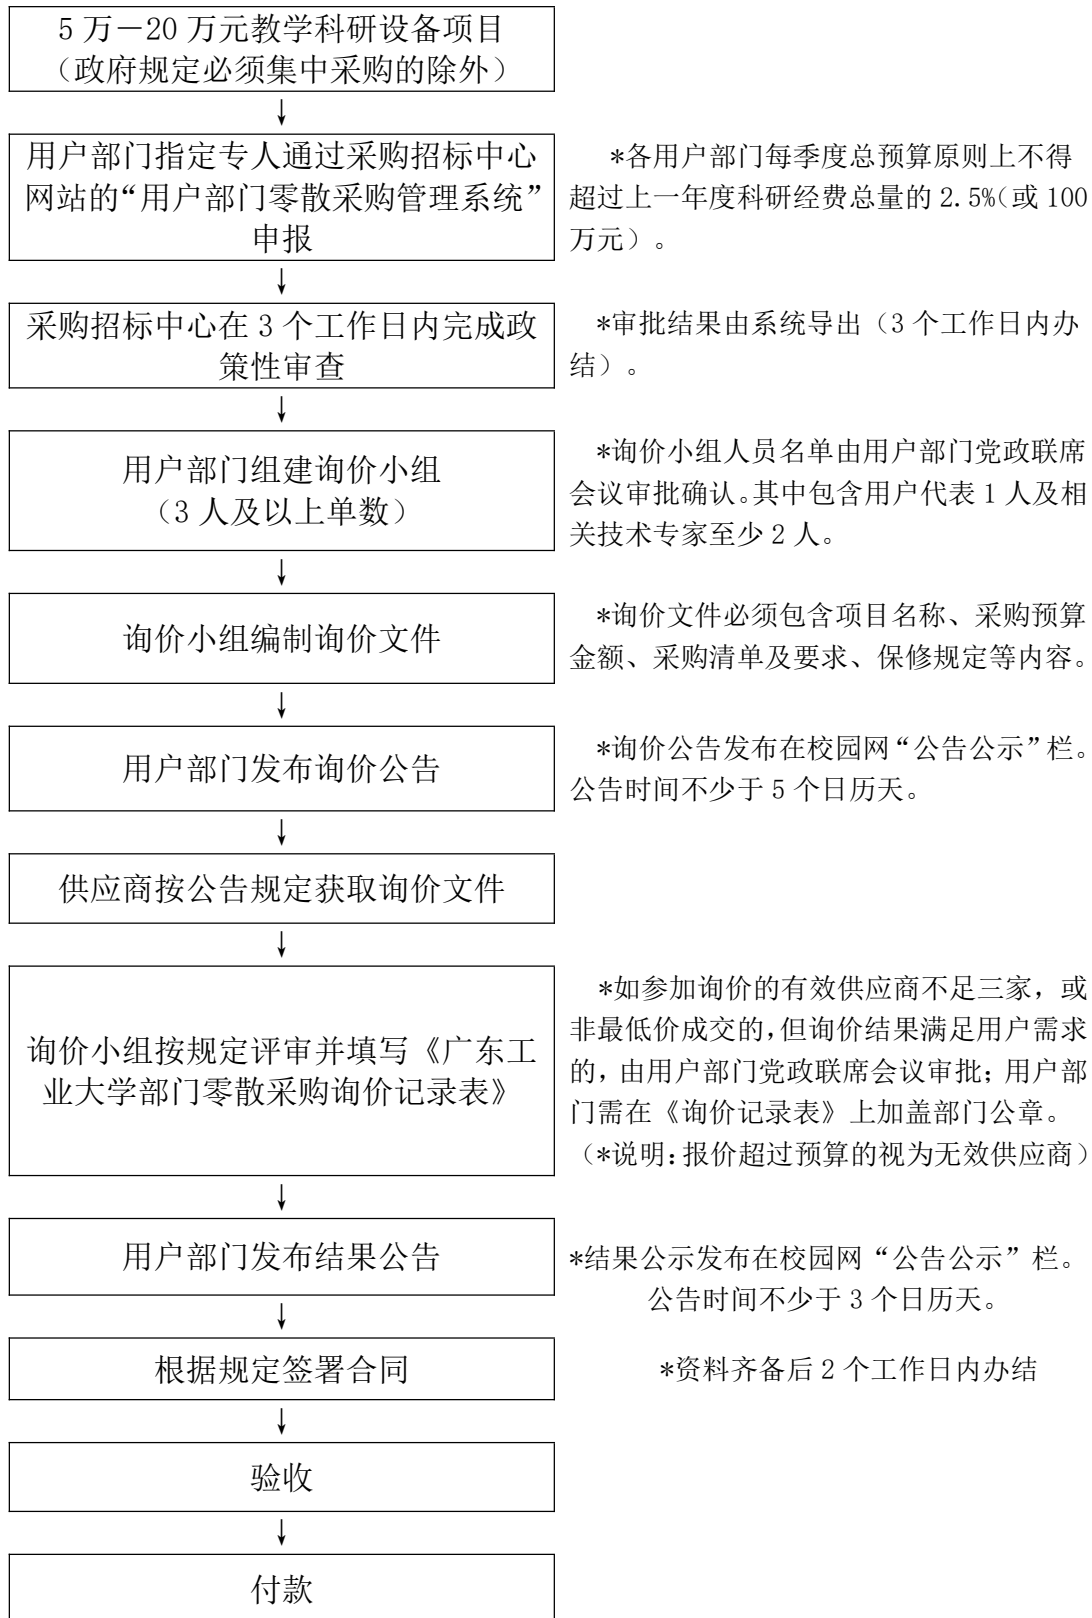 5 万－20 万元教学科研设备项目
（政府规定必须集中采购的除外）
↓
用户部门指定专人通过采购招标中心
网站的“用户部门零散采购管理系统”
申报
*各用户部门每季度总预算原则上不得
超过上一年度科研经费总量的 2.5%（或 100
万元）。
↓
采购招标中心在 3 个工作日内完成政
策性审查
*审批结果由系统导出（3 个工作日内办
结）。
↓
用户部门组建询价小组
（3 人及以上单数）
*询价小组人员名单由用户部门党政联席
会议审批确认。其中包含用户代表 1 人及相
关技术专家至少 2 人。
↓
询价小组编制询价文件
*询价文件必须包含项目名称、采购预算
金额、采购清单及要求、保修规定等内容。
↓
用户部门发布询价公告
*询价公告发布在校园网“公告公示”栏。
公告时间不少于 5 个日历天。
↓
供应商按公告规定获取询价文件
↓
询价小组按规定评审并填写《广东工
业大学部门零散采购询价记录表》
*如参加询价的有效供应商不足三家，或
非最低价成交的，但询价结果满足用户需求
的，由用户部门党政联席会议审批；用户部
门需在《询价记录表》上加盖部门公章。
（*说明：报价超过预算的视为无效供应商）
↓
用户部门发布结果公告
*结果公示发布在校园网“公告公示”栏。
公告时间不少于 3 个日历天。
↓
根据规定签署合同
*资料齐备后 2 个工作日内办结
↓
验收
↓
付款